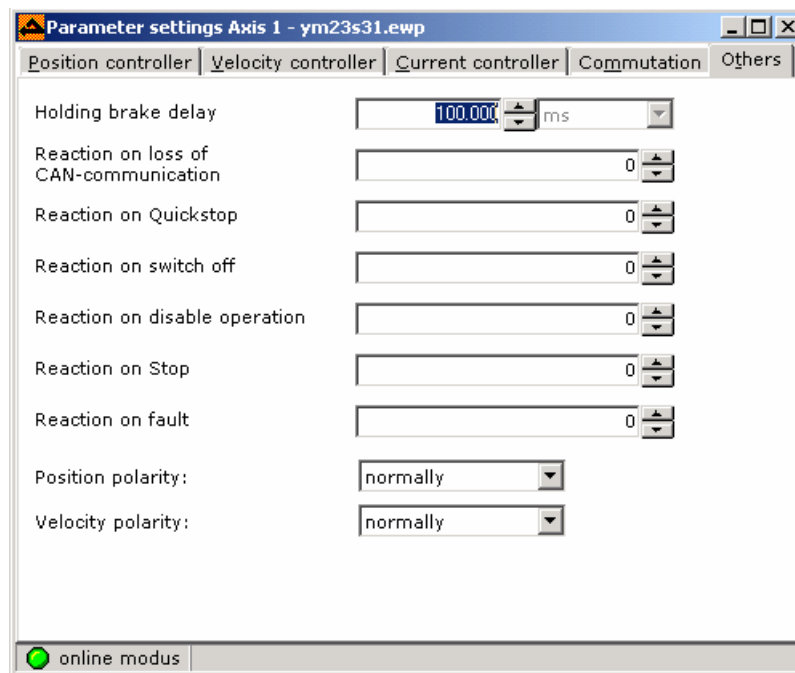 Parameter settings Axis 1 - ym23s31.ewp
Position controller Velocity controller Current controller Commutation Others
Holding brake delay 100.000 ms
Reaction on loss of
CAN-communication 0
Reaction on Quickstop 0
Reaction on switch off 0
Reaction on disable operation 0
Reaction on Stop 0
Reaction on fault 0
Position polarity: normally
Velocity polarity: normally
online modus